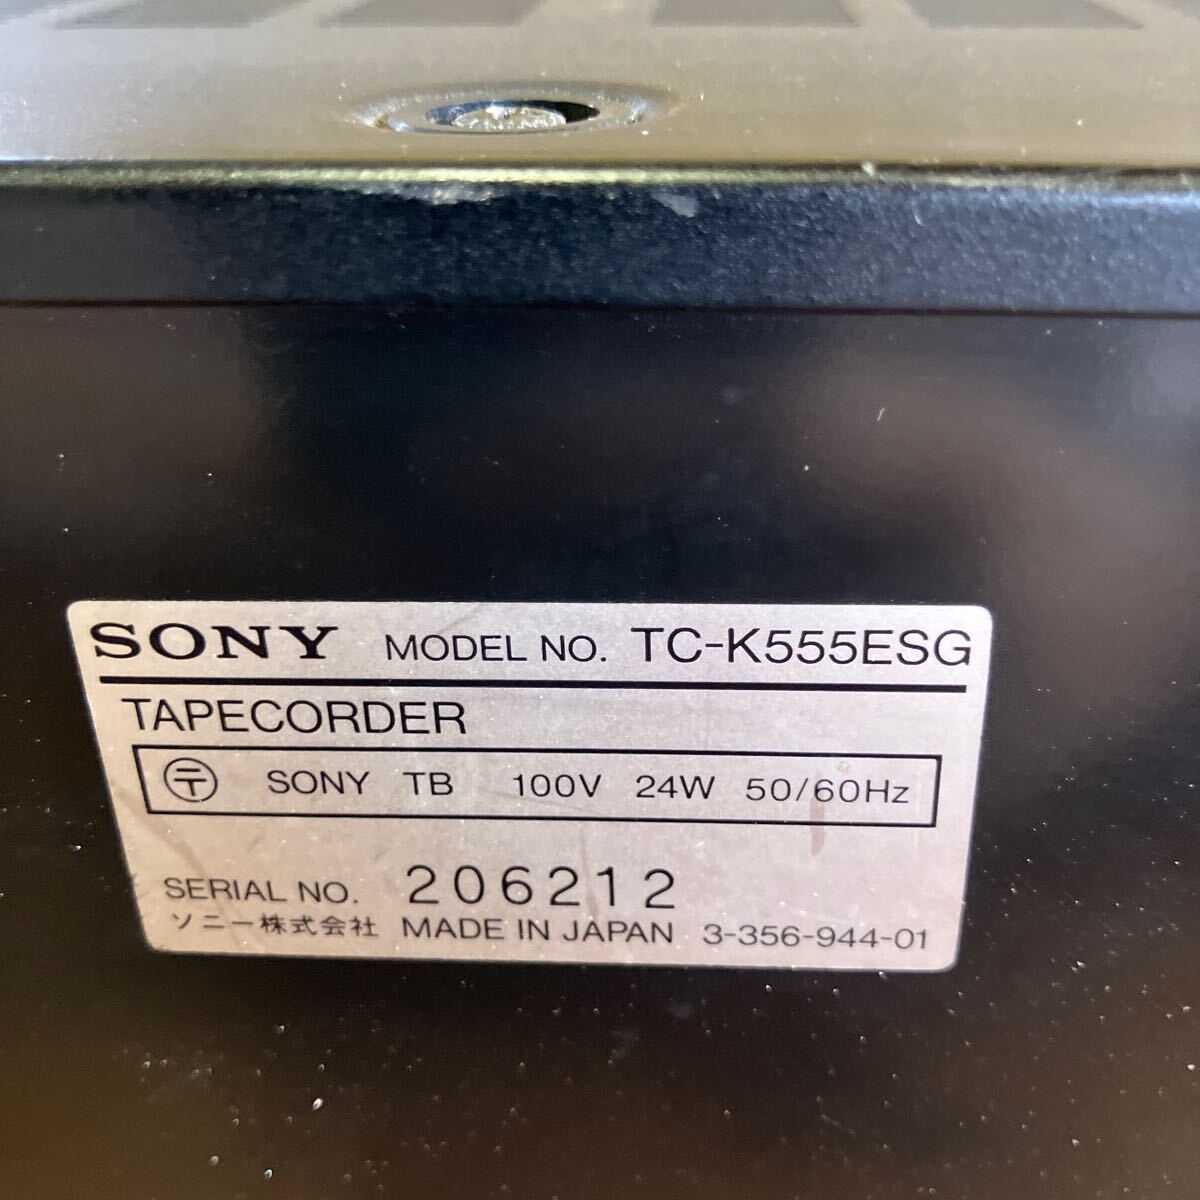 SONY MODEL NO. TC-K555ESG
TAPECORDER
〒 SONY TB 100V 24W 50/60Hz
SERIAL NO. 206212
ソニー株式会社 MADE IN JAPAN 3-356-944-01